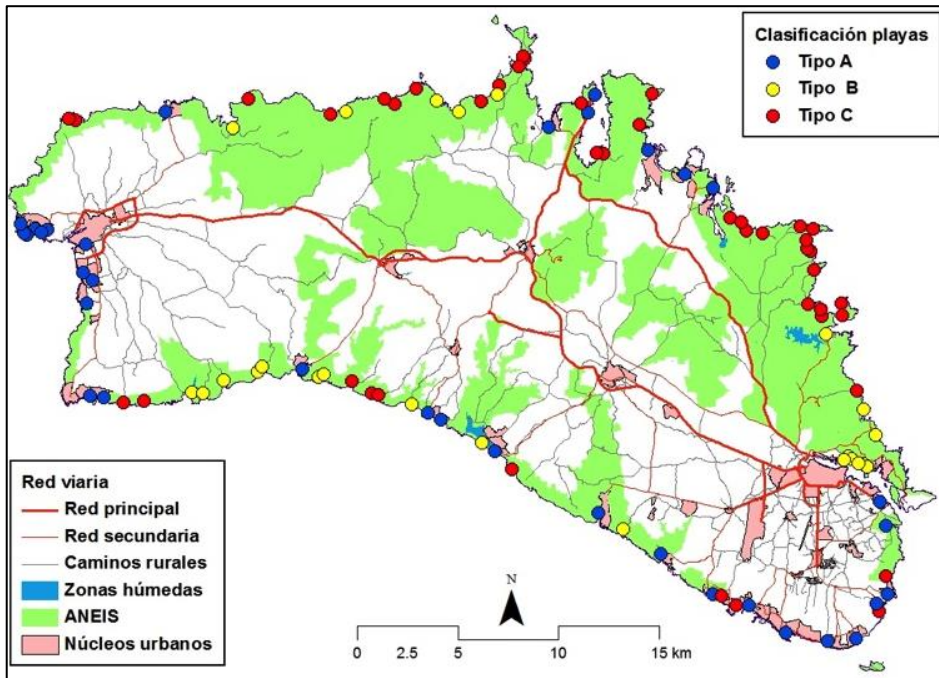 Clasificación playas
Tipo A
Tipo B
Tipo C
Red viaria
Red principal
Red secundaria
Caminos rurales
Zonas húmedas
ANEIS
Núcleos urbanos
N
0 2.5 5 10 15 km